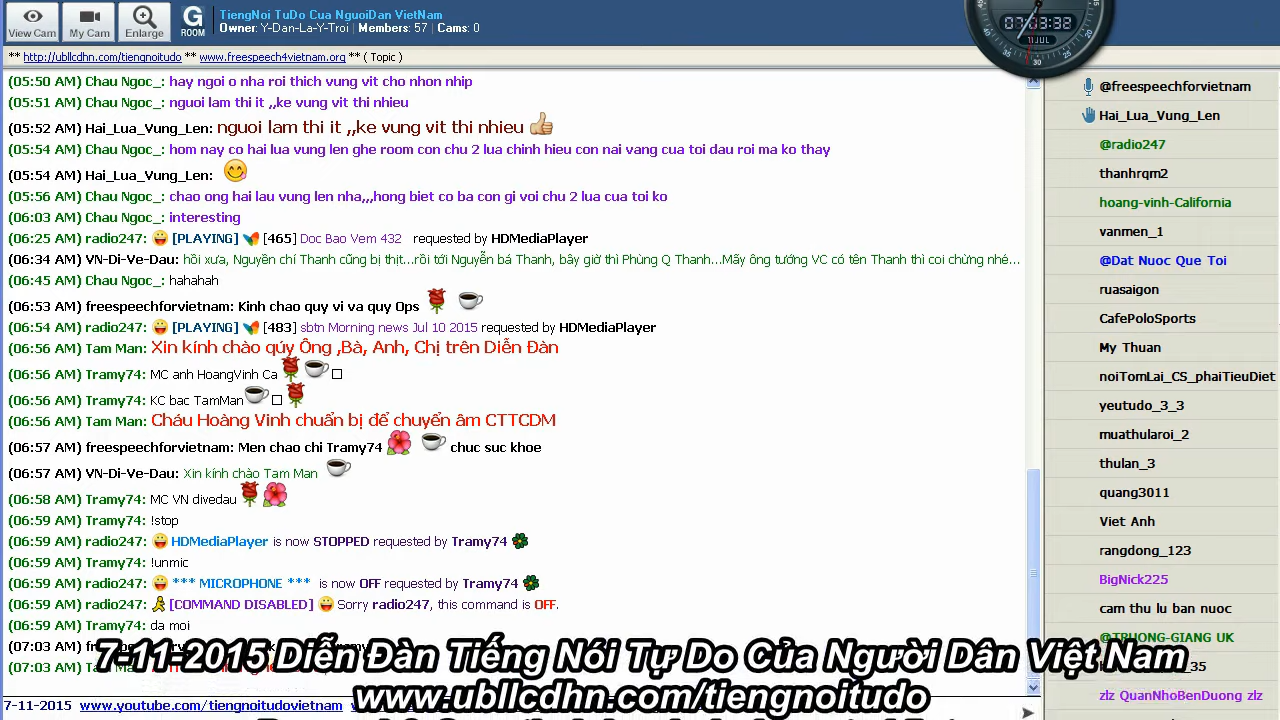 View Cam
My Cam
Enlarge
G
ROOM
TiengNoi TuDo Cua NguoiDan VietNam
Owner: Y-Dan-La-Y-Troi | Members: 57 | Cams: 0
07:03:38
11JUL
** http://ubllcdhn.com/tiengnoitudo ** www.freespeech4vietnam.org ** ( Topic )
(05:50 AM) Chau Ngoc_: hay ngoi o nha roi thich vung vit cho nhon nhip
(05:51 AM) Chau Ngoc_: nguoi lam thi it ,,ke vung vit thi nhieu
(05:52 AM) Hai_Lua_Vung_Len: nguoi lam thi it ,,ke vung vit thi nhieu
(05:54 AM) Chau Ngoc_: hom nay co hai lua vung len ghe room con chu 2 lua chinh hieu con nai vang cua toi dau roi ma ko thay
(05:54 AM) Hai_Lua_Vung_Len:
(05:56 AM) Chau Ngoc_: chao ong hai lau vung len nha,,,hong biet co ba con gi voi chu 2 lua cua toi ko
(06:03 AM) Chau Ngoc_: interesting
(06:25 AM) radio247: [PLAYING] [465] Doc Bao Vem 432 requested by HDMediaPlayer
(06:34 AM) VN-Di-Ve-Dau: hồi xưa, Nguyễn chí Thanh cũng bị thịt...rồi tới Nguyễn bá Thanh, bây giờ thì Phùng Q Thanh...Mấy ông tướng VC có tên Thanh thì coi chừng nhé...
(06:45 AM) Chau Ngoc_: hahahah
(06:53 AM) freespeechforvietnam: Kinh chao quy vi va quy Ops
(06:54 AM) radio247: [PLAYING] [483] sbtn Morning news Jul 10 2015 requested by HDMediaPlayer
(06:56 AM) Tam Man: Xin kính chào qúy Ông ,Bà, Anh, Chị trên Diễn Đàn
(06:56 AM) Tramy74: MC anh HoangVinh Ca
(06:56 AM) Tramy74: KC bac TamMan
(06:56 AM) Tam Man: Cháu Hoàng Vinh chuẩn bị để chuyển âm CTTCDM
(06:57 AM) freespeechforvietnam: Men chao chi Tramy74 chuc suc khoe
(06:57 AM) VN-Di-Ve-Dau: Xin kính chào Tam Man
(06:58 AM) Tramy74: MC VN divedau
(06:59 AM) Tramy74: !stop
(06:59 AM) radio247: HDMediaPlayer is now STOPPED requested by Tramy74
(06:59 AM) Tramy74: !unmic
(06:59 AM) radio247: *** MICROPHONE *** is now OFF requested by Tramy74
(06:59 AM) radio247: [COMMAND DISABLED] Sorry radio247, this command is OFF.
(06:59 AM) Tramy74: da moi
(07:03 AM)
(07:03 AM) Tam
7-11-2015 Diễn Đàn Tiếng Nói Tự Do Của Người Dân Việt Nam
www.ubllcdhn.com/tiengnoitudo
7-11-2015 www.youtube.com/tiengnoitudovietnam
@freespeechforvietnam
Hai_Lua_Vung_Len
@radio247
thanhrqm2
hoang-vinh-California
vanmen_1
@Dat Nuoc Que Toi
ruasaigon
CafePoloSports
My Thuan
noiTomLai_CS_phaiTieuDiet
yeutudo_3_3
muathularoi_2
thulan_3
quang3011
Viet Anh
rangdong_123
BigNick225
cam thu lu ban nuoc
@TRUONG-GIANG UK
zlz QuanNhoBenDuong zlz